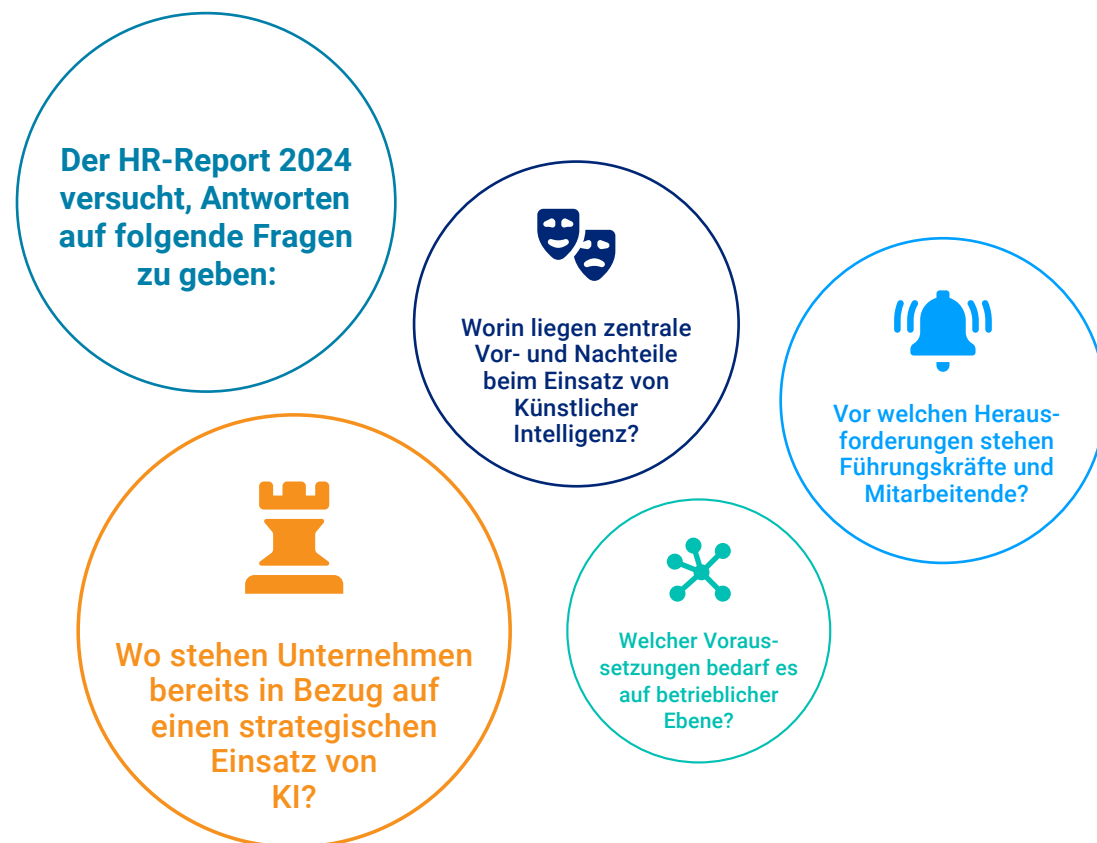 Der HR-Report 2024
versucht, Antworten
auf folgende Fragen
zu geben:
Worin liegen zentrale
Vor- und Nachteile
beim Einsatz von
Künstlicher
Intelligenz?
Vor welchen Heraus-
forderungen stehen
Führungskräfte und
Mitarbeitende?
Wo stehen Unternehmen
bereits in Bezug auf
einen strategischen
Einsatz von
KI?
Welcher Voraus-
setzungen bedarf es
auf betrieblicher
Ebene?